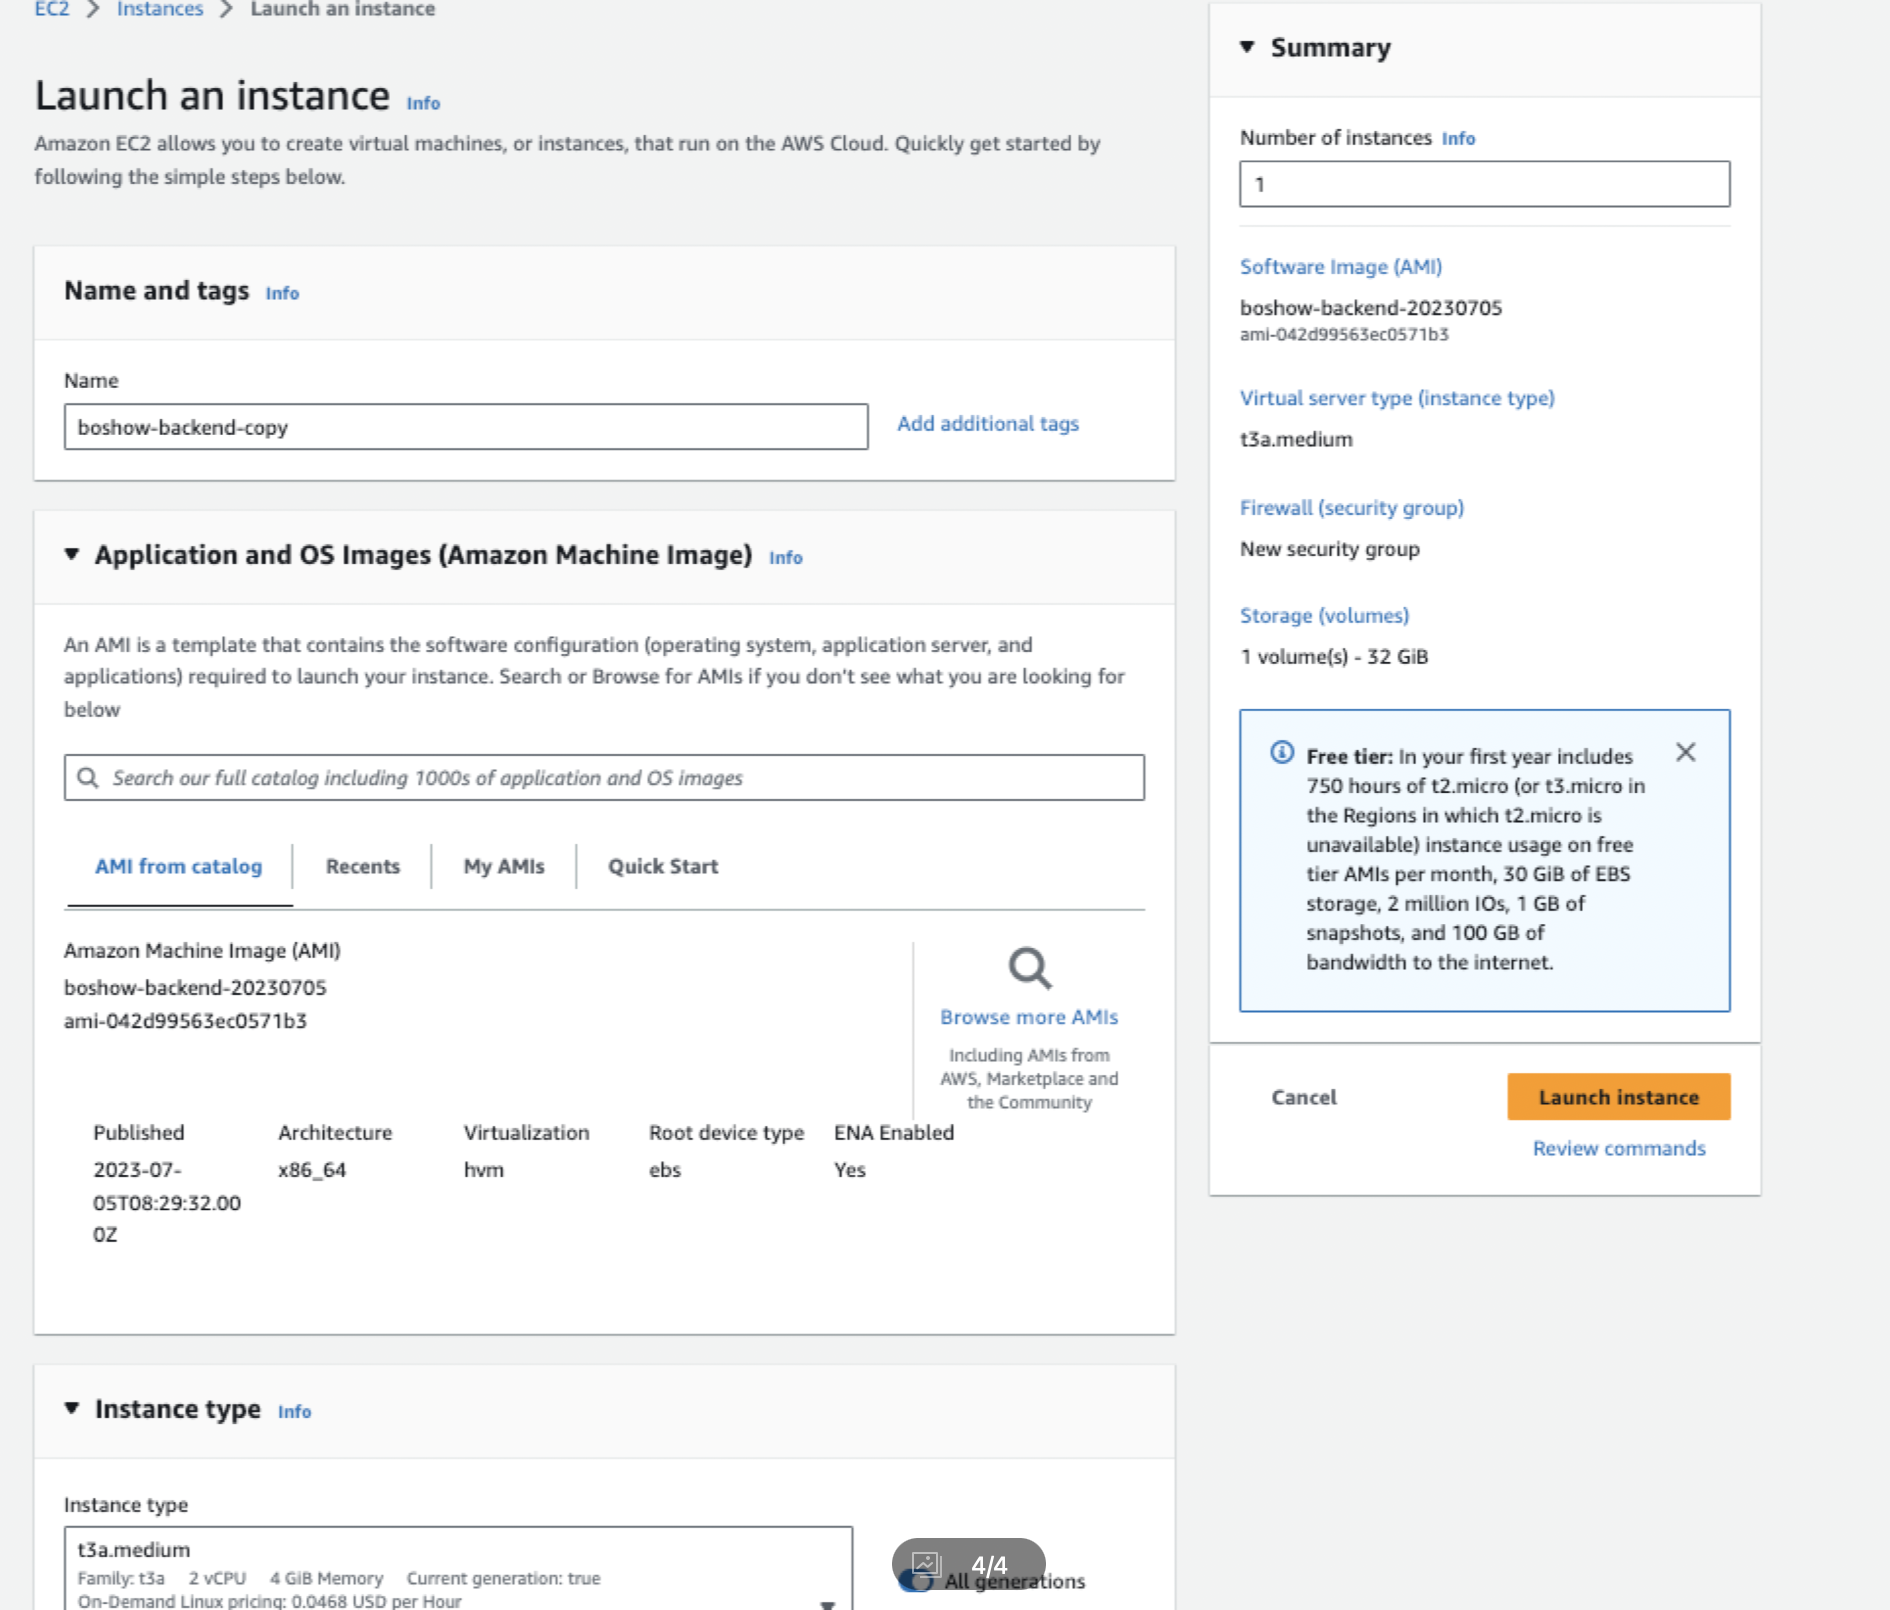 EC2 > Instances > Launch an instance
Launch an instance Info
Amazon EC2 allows you to create virtual machines, or instances, that run on the AWS Cloud. Quickly get started by
following the simple steps below.
Name and tags Info
Name
boshow-backend-copy
Add additional tags
Application and OS Images (Amazon Machine Image) Info
An AMI is a template that contains the software configuration (operating system, application server, and
applications) required to launch your instance. Search or Browse for AMIs if you don't see what you are looking for
below
Search our full catalog including 1000s of application and OS images
AMI from catalog
Recents
My AMIs
Quick Start
Amazon Machine Image (AMI)
boshow-backend-20230705
ami-042d99563ec0571b3
Browse more AMIs
Including AMIs from
AWS, Marketplace and
the Community
Published
2023-07-
05T08:29:32.00
0Z
Architecture
x86_64
Virtualization
hvm
Root device type
ebs
ENA Enabled
Yes
Instance type Info
Instance type
t3a.medium
Family: t3a 2 vCPU 4 GiB Memory Current generation: true
On-Demand Linux pricing: 0.0468 USD per Hour
All generations
4/4
Summary
Number of instances Info
1
Software Image (AMI)
boshow-backend-20230705
ami-042d99563ec0571b3
Virtual server type (instance type)
t3a.medium
Firewall (security group)
New security group
Storage (volumes)
1 volume(s) - 32 GiB
Free tier: In your first year includes
750 hours of t2.micro (or t3.micro in
the Regions in which t2.micro is
unavailable) instance usage on free
tier AMIs per month, 30 GiB of EBS
storage, 2 million IOs, 1 GB of
snapshots, and 100 GB of
bandwidth to the internet.
Cancel
Launch instance
Review commands